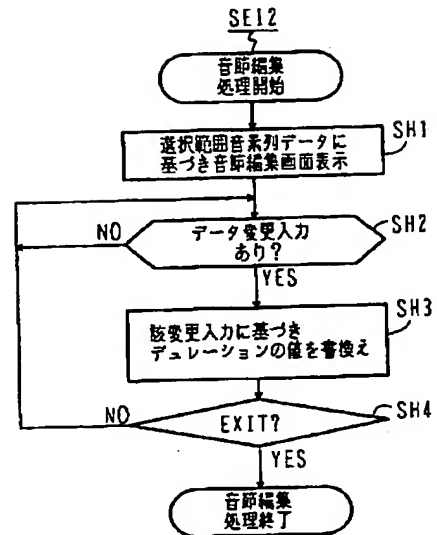 SE12
音節編集
処理開始
選択範囲音素列データに
基づき音節編集画面表示
SH1
NO
データ変更入力
あり?
SH2
YES
該変更入力に基づき
デュレーションの値を書換え
SH3
NO
EXIT?
SH4
YES
音節編集
処理終了